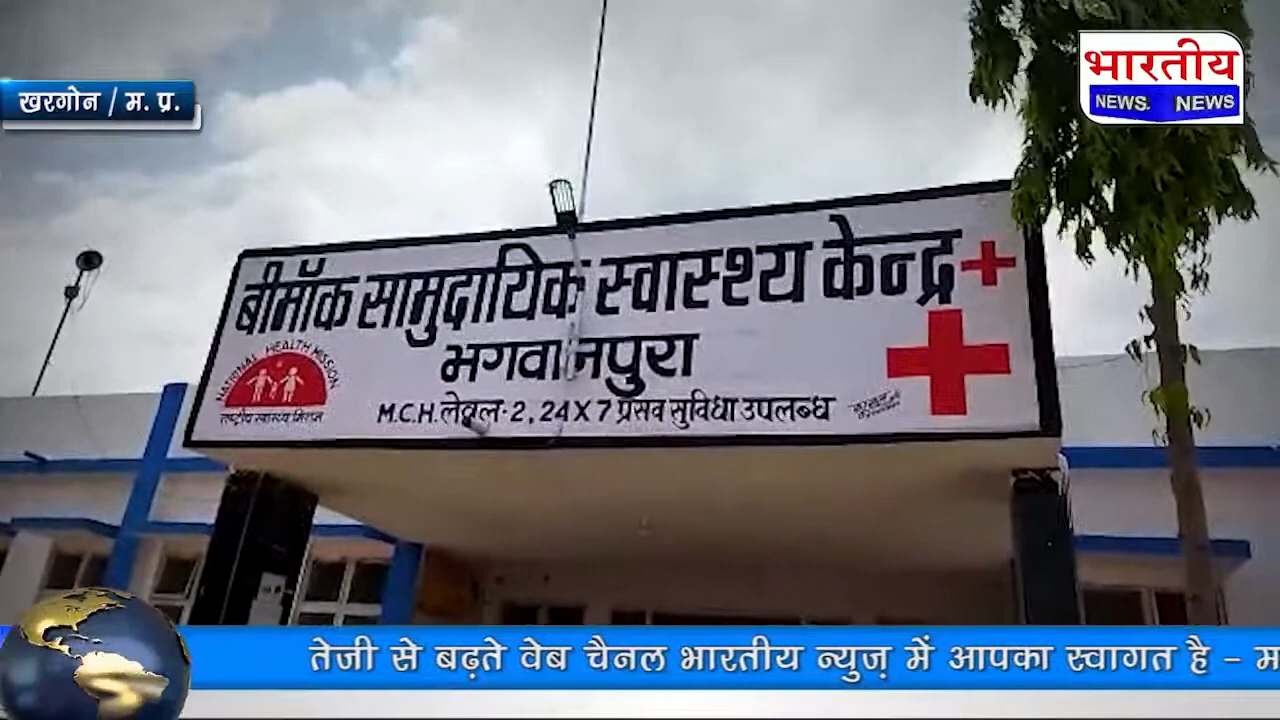 भारतीय
NEWS. NEWS
खरगोन / म. प्र.
बीमॉक सामुदायिक स्वास्थ्य केन्द्र
भगवानपुरा
NATIONAL HEALTH MISSION
राष्ट्रीय स्वास्थ्य मिशन
M.C.H. लेवल-2, 24X7 प्रसव सुविधा उपलब्ध
तेजी से बढ़ते वेब चैनल भारतीय न्युज़ में आपका स्वागत है - म